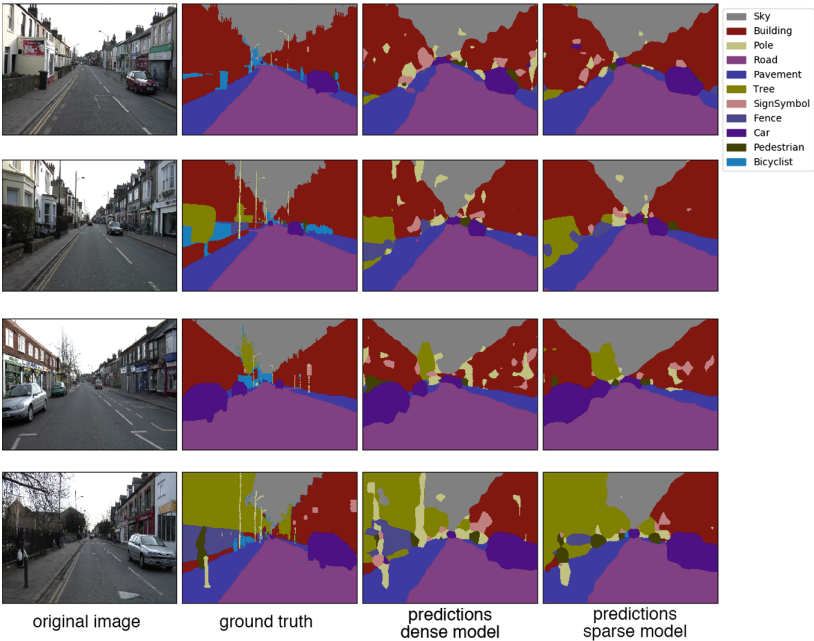 Sky
Building
Pole
Road
Pavement
Tree
SignSymbol
Fence
Car
Pedestrian
Bicyclist
original image
ground truth
predictions
dense model
predictions
sparse model